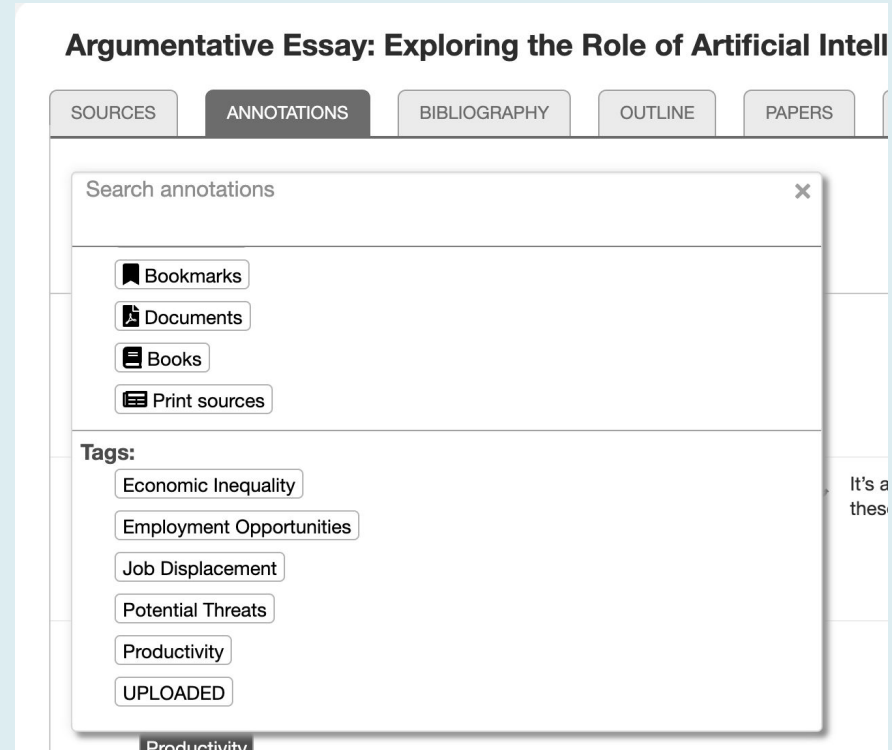 Argumentative Essay: Exploring the Role of Artificial Intell
SOURCES ANNOTATIONS BIBLIOGRAPHY OUTLINE PAPERS
Search annotations ×
Bookmarks
Documents
Books
Print sources
Tags:
Economic Inequality
It's a
Employment Opportunities
thes
Job Displacement
Potential Threats
Productivity
UPLOADED
Productivity